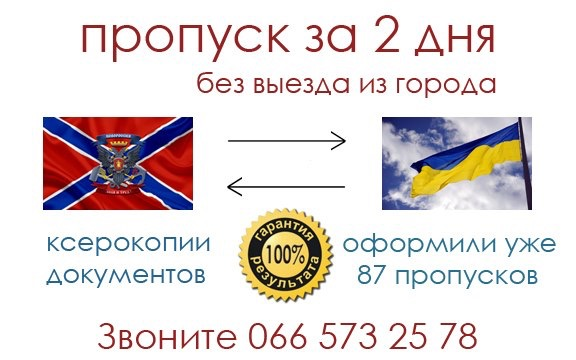 пропуск за 2 дня
без выезда из города
ксерокопии
документов
гарантия
100%
результата
оформили уже
87 пропусков
Звоните 066 573 25 78